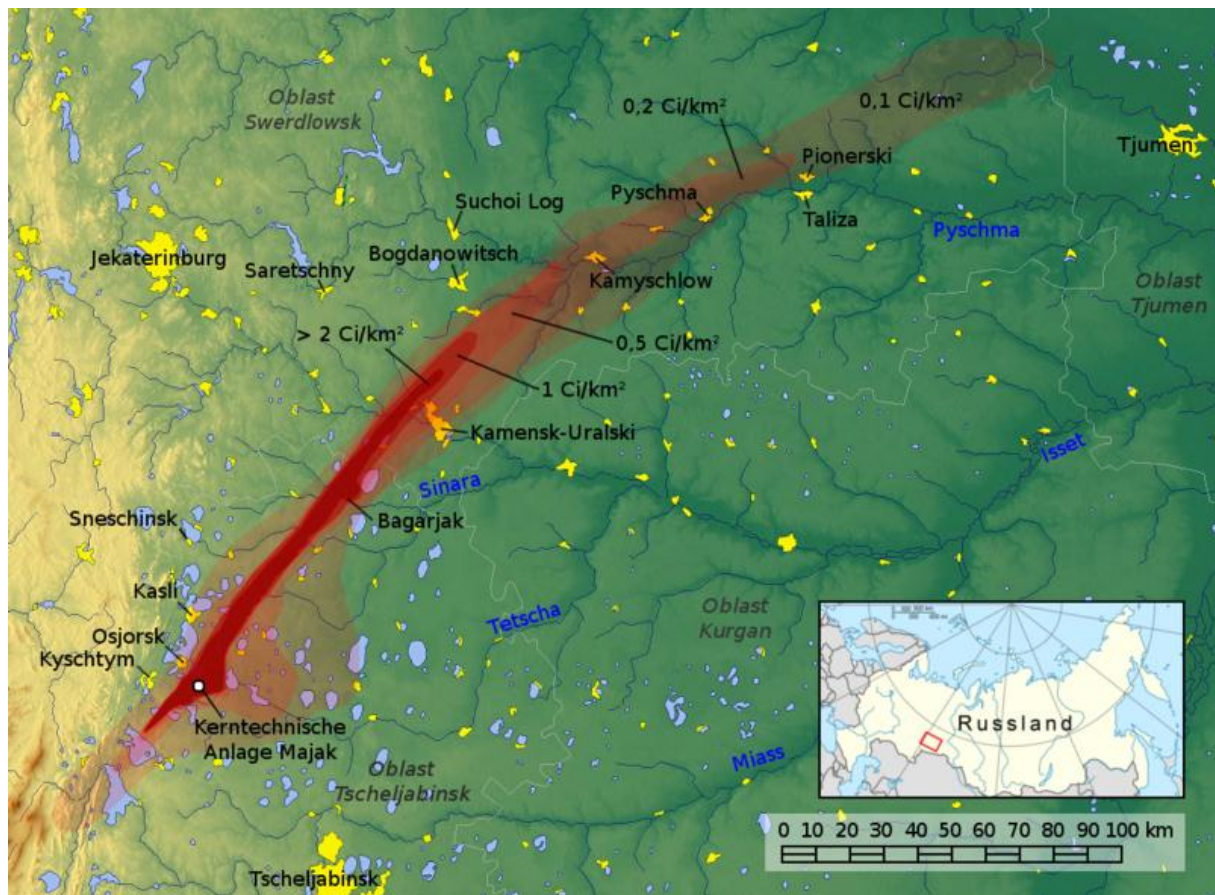 Oblast
Swerdlowsk
0,2 Ci/km²
0,1 Ci/km²
Tjumen
Pionerski
Pyschma
Suchoi Log
Taliza
Pyschma
Bogdanowitsch
Jekaterinburg
Saretschny
Kamyschlow
Oblast
Tjumen
> 2 Ci/km²
0,5 Ci/km²
1 Ci/km²
Kamensk-Uralski
Isset
Sinara
Sneschinsk
Bagarjak
Kasli
Tetscha
Oblast
Kurgan
Osjorsk
Kyschtym
Kerntechnische
Anlage Majak
Russland
Miass
Oblast
Tscheljabinsk
0 10 20 30 40 50 60 70 80 90 100 km
Tscheljabinsk